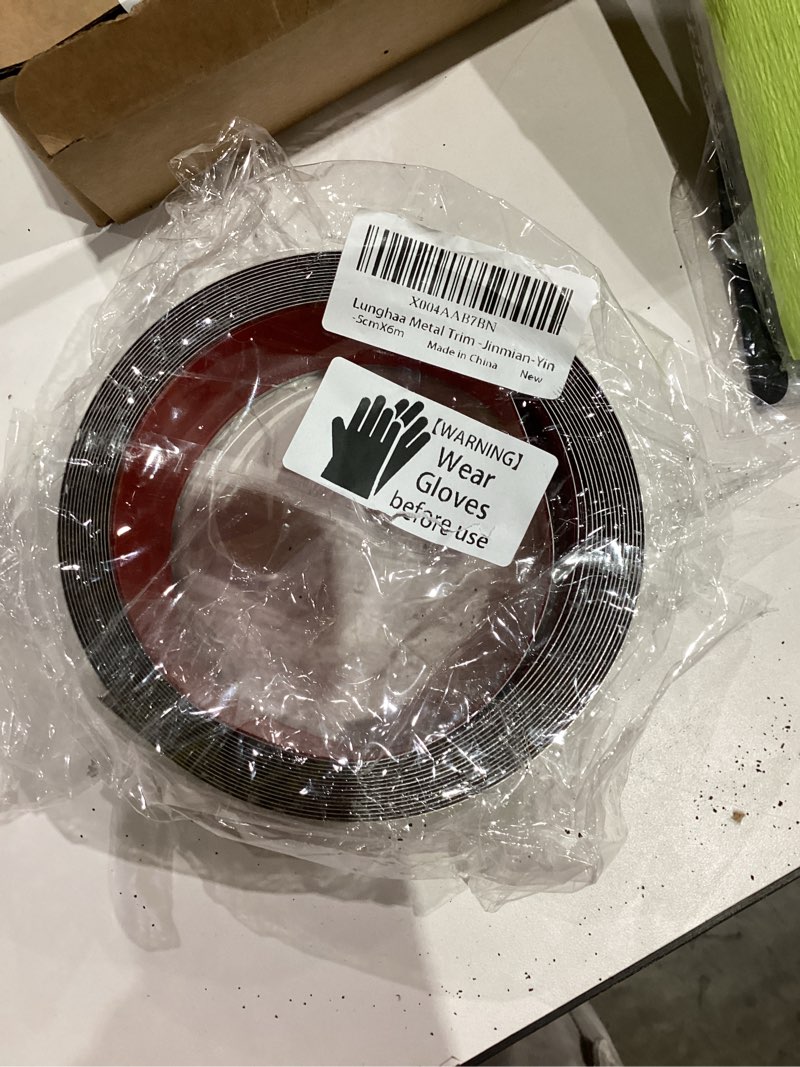 X004AAB7BN
Lunghaa Metal Trim -Jinmian-Yin
-5cmX6m
Made in China
New
【WARNING】
Wear
Gloves
before use